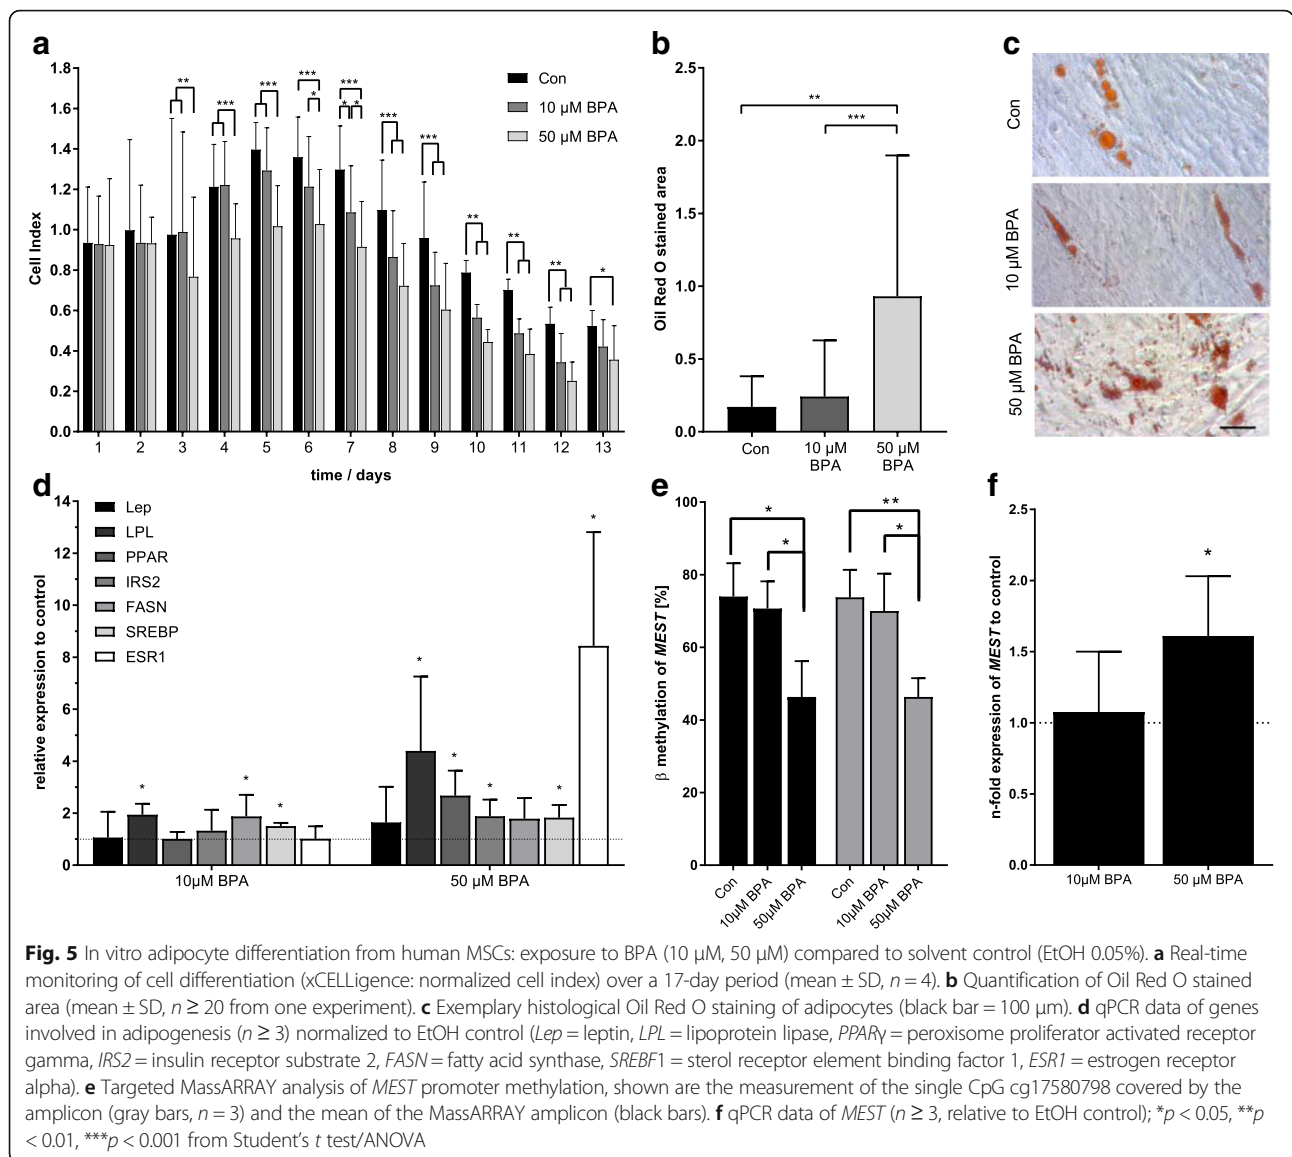 a
1.8
1.6
1.4
1.2
1.0
0.8
0.6
0.4
0.2
0.0
Cell Index
** *** *** *** * *** * * *** *** ** ** ** *
Con
10 µM BPA
50 µM BPA
1 2 3 4 5 6 7 8 9 10 11 12 13
time / days
b
2.5
2.0
1.5
1.0
0.5
0.0
Oil Red O stained area
**
***
Con 10 µM BPA 50 µM BPA
c
Con
10 µM BPA
50 µM BPA
d
14
12
10
8
6
4
2
0
relative expression to control
Lep
LPL
PPAR
IRS2
FASN
SREBP
ESR1
* * * * * * * *
10µM BPA 50 µM BPA
e
100
80
60
40
20
0
β methylation of MEST [%]
* **
* *
Con 10µM BPA 50µM BPA Con 10µM BPA 50µM BPA
f
2.5
2.0
1.5
1.0
0.5
0.0
n-fold expression of MEST to control
*
10µM BPA 50 µM BPA
Fig. 5 In vitro adipocyte differentiation from human MSCs: exposure to BPA (10 µM, 50 µM) compared to solvent control (EtOH 0.05%). a Real-time
monitoring of cell differentiation (xCELLigence: normalized cell index) over a 17-day period (mean ± SD, n = 4). b Quantification of Oil Red O stained
area (mean ± SD, n ≥ 20 from one experiment). c Exemplary histological Oil Red O staining of adipocytes (black bar = 100 µm). d qPCR data of genes
involved in adipogenesis (n ≥ 3) normalized to EtOH control (Lep = leptin, LPL = lipoprotein lipase, PPARγ = peroxisome proliferator activated receptor
gamma, IRS2 = insulin receptor substrate 2, FASN = fatty acid synthase, SREBF1 = sterol receptor element binding factor 1, ESR1 = estrogen receptor
alpha). e Targeted MassARRAY analysis of MEST promoter methylation, shown are the measurement of the single CpG cg17580798 covered by the
amplicon (gray bars, n = 3) and the mean of the MassARRAY amplicon (black bars). f qPCR data of MEST (n ≥ 3, relative to EtOH control); *p < 0.05, **p
< 0.01, ***p < 0.001 from Student's t test/ANOVA